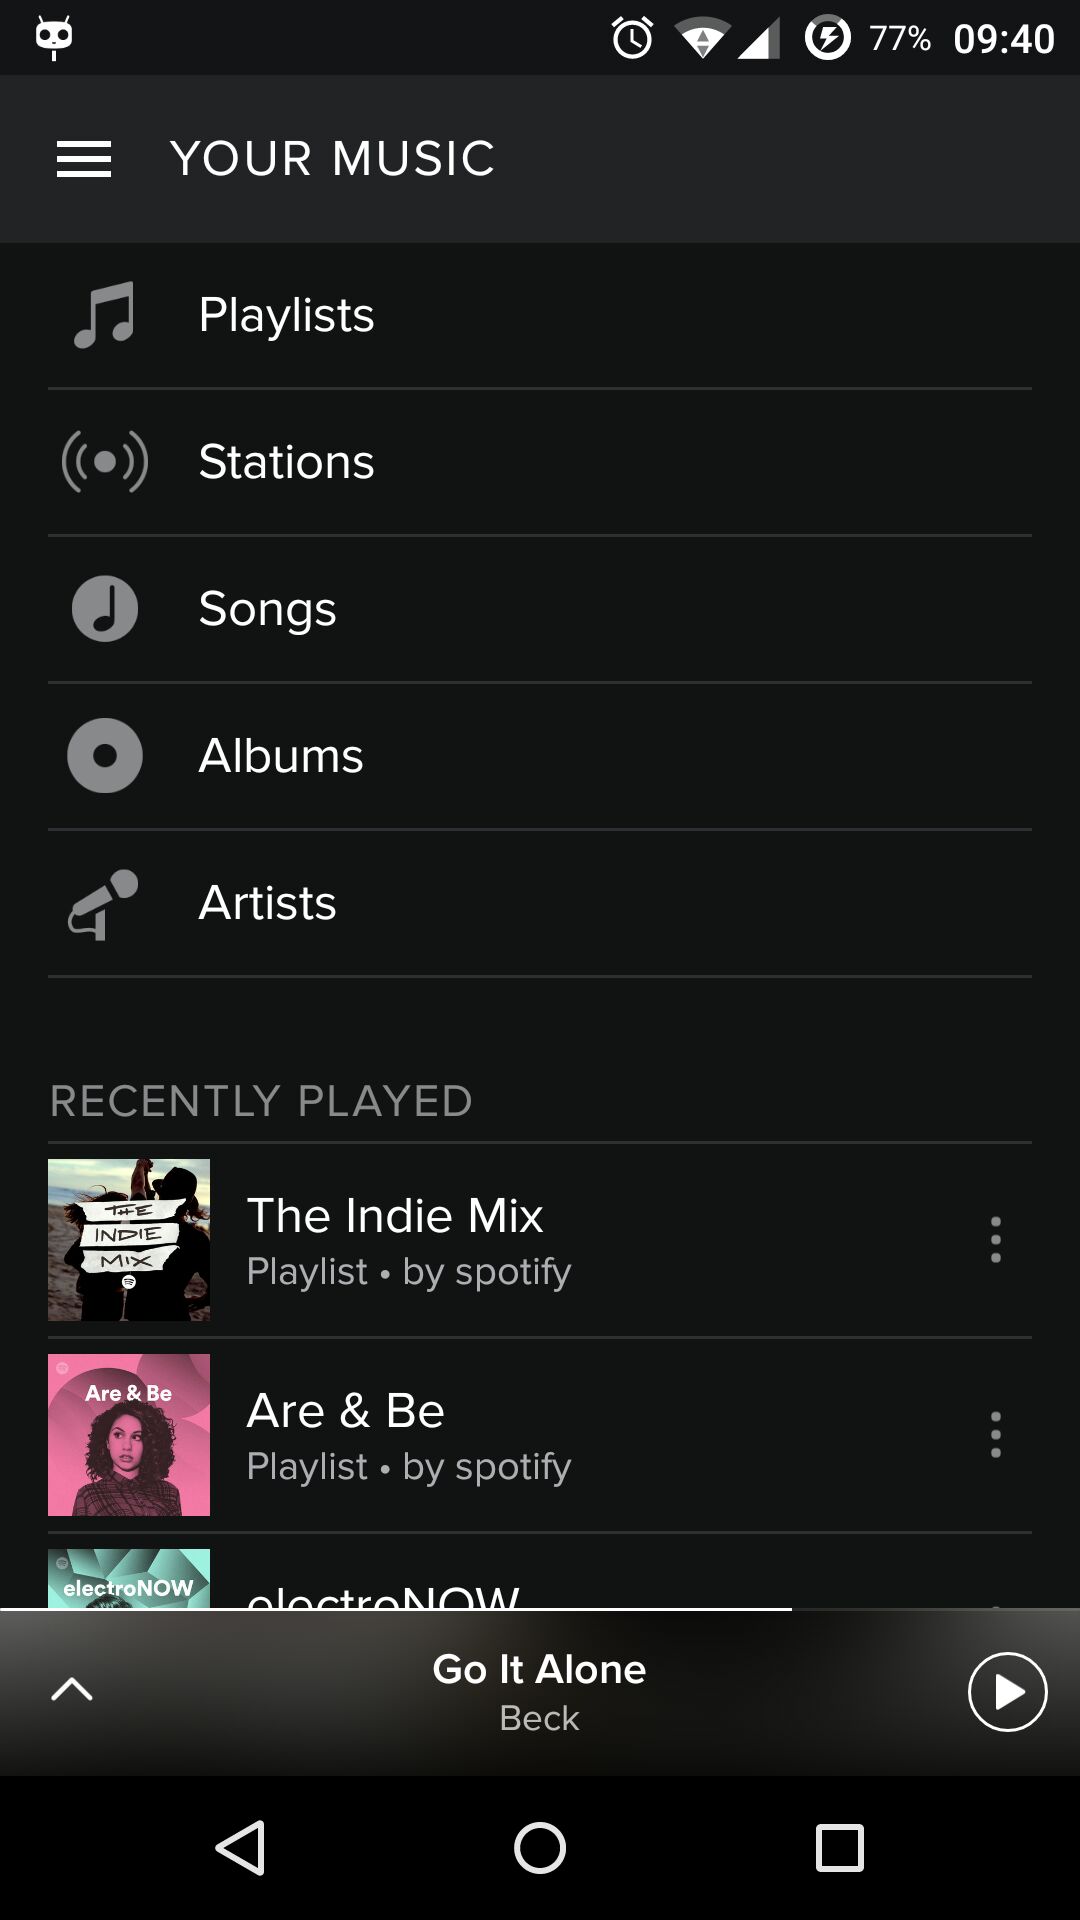 77% 09:40
YOUR MUSIC
Playlists
Stations
Songs
Albums
Artists
RECENTLY PLAYED
THE
INDIE
MIX
The Indie Mix
Playlist • by spotify
Are & Be
Are & Be
Playlist • by spotify
electroNOW
electroNOW
Go It Alone
Beck